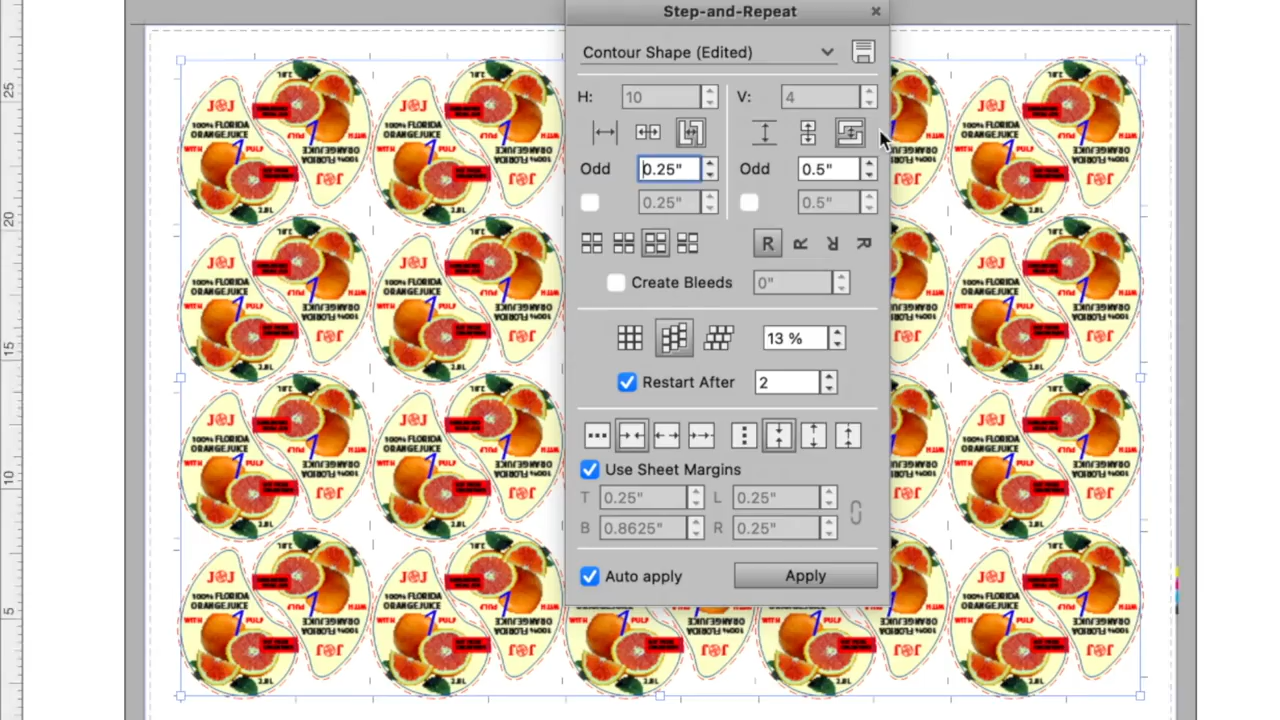 Step-and-Repeat
Contour Shape (Edited)
H: 10 V: 4
Odd 0.25" Odd 0.5"
0.25" 0.5"
R R R R
Create Bleeds 0"
13 %
Restart After 2
Use Sheet Margins
T 0.25" L 0.25"
B 0.8625" R 0.25"
Auto apply Apply
25
20
15
10
5
JOJ
100% FLORIDA
ORANGEJUICE
WITH 1 PULP
2.8L